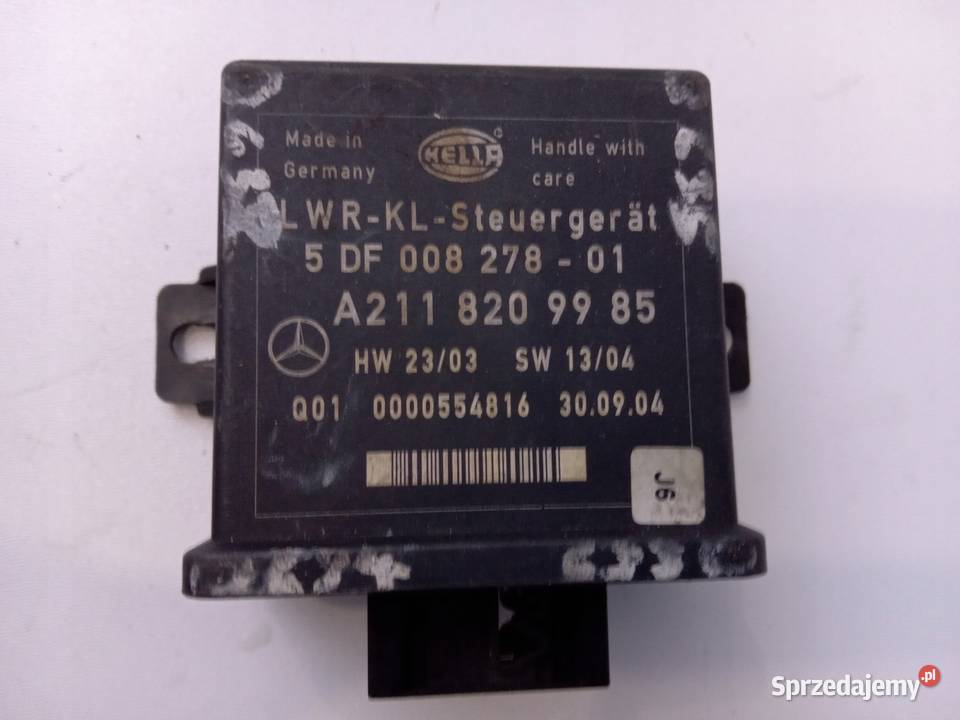 Made in Germany
HELLA
Handle with care
LWR-KL-Steuergerät
5 DF 008 278 - 01
A211 820 99 85
HW 23/03 SW 13/04
Q01 0000554816 30.09.04
J6
Sprzedajemy.pl